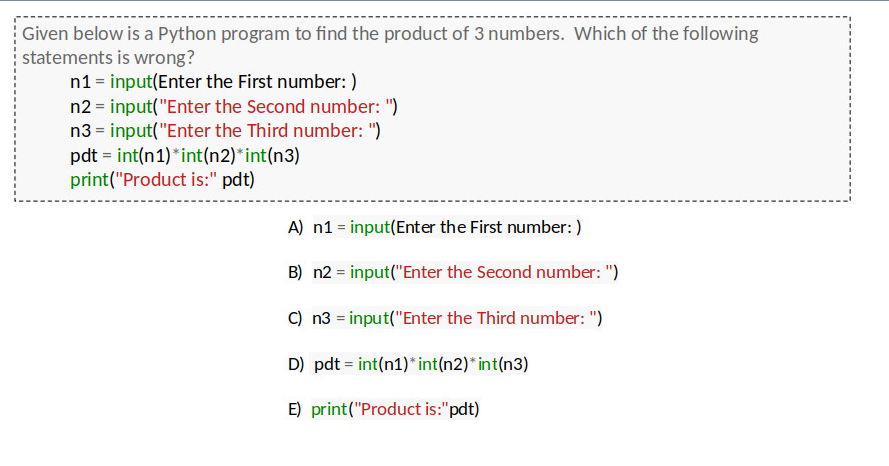 Given below is a Python program to find the product of 3 numbers. Which of the following
statements is wrong?
n1 = input(Enter the First number: )
n2 = input("Enter the Second number: ")
n3 = input("Enter the Third number: ")
pdt = int(n1)*int(n2)*int(n3)
print("Product is:" pdt)
A) n1 = input(Enter the First number: )
B) n2 = input("Enter the Second number: ")
C) n3 = input("Enter the Third number: ")
D) pdt = int(n1)*int(n2)*int(n3)
E) print("Product is:"pdt)